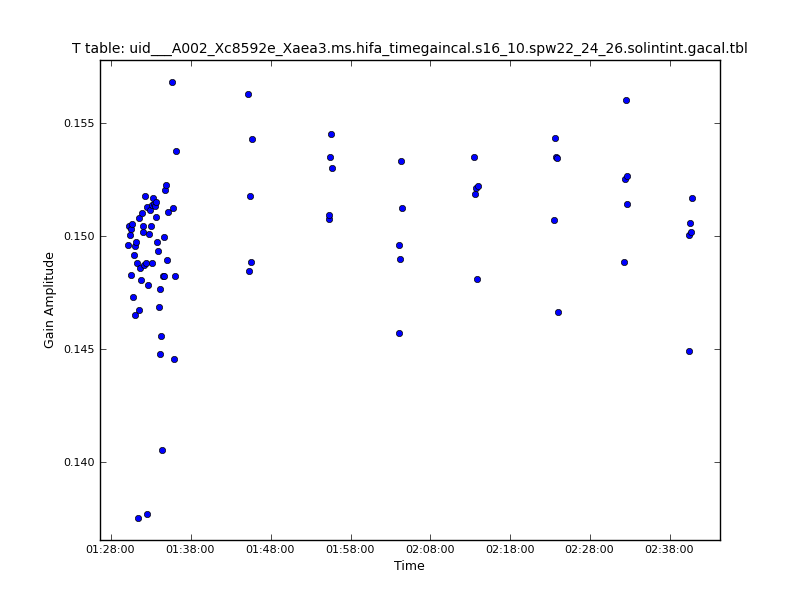 T table: uid___A002_Xc8592e_Xaea3.ms.hifa_timegaincal.s16_10.spw22_24_26.solintint.gacal.tbl
0.155
0.150
0.145
0.140
Gain Amplitude
01:28:00 01:38:00 01:48:00 01:58:00 02:08:00 02:18:00 02:28:00 02:38:00
Time